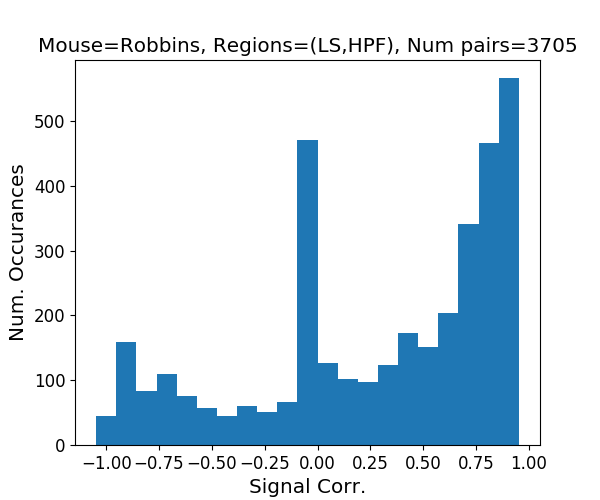 Mouse=Robbins, Regions=(LS,HPF), Num pairs=3705
Num. Occurances
500
400
300
200
100
0
−1.00 −0.75 −0.50 −0.25 0.00 0.25 0.50 0.75 1.00
Signal Corr.